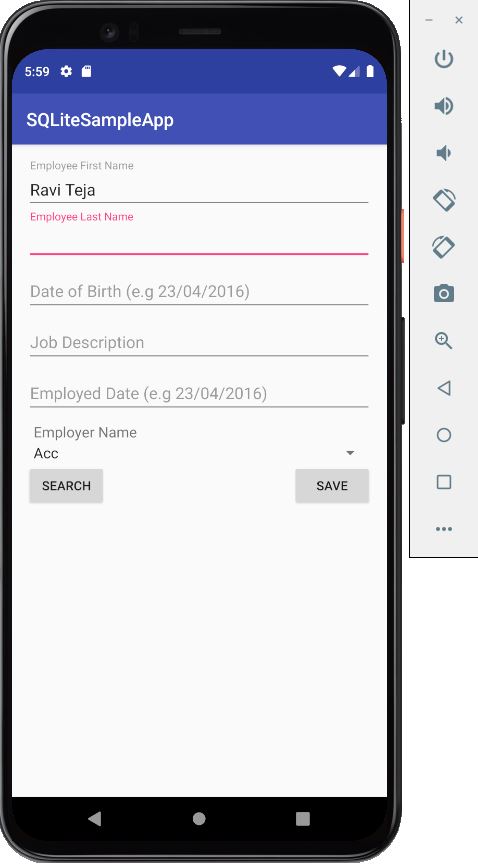 5:59
SQLiteSampleApp
Employee First Name
Ravi Teja
Employee Last Name
Date of Birth (e.g 23/04/2016)
Job Description
Employed Date (e.g 23/04/2016)
Employer Name
Acc
SEARCH SAVE